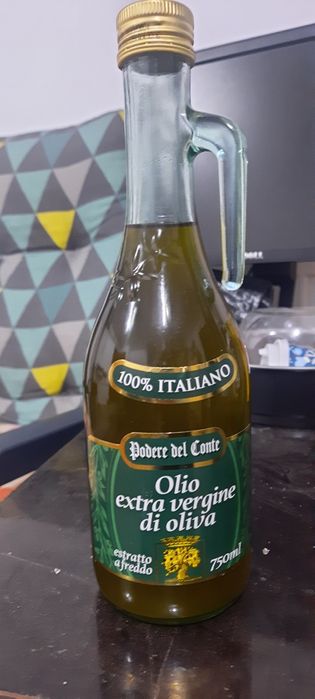 100% ITALIANO
Podere del Conte
Olio
extra vergine
di oliva
estratto
a freddo
750ml